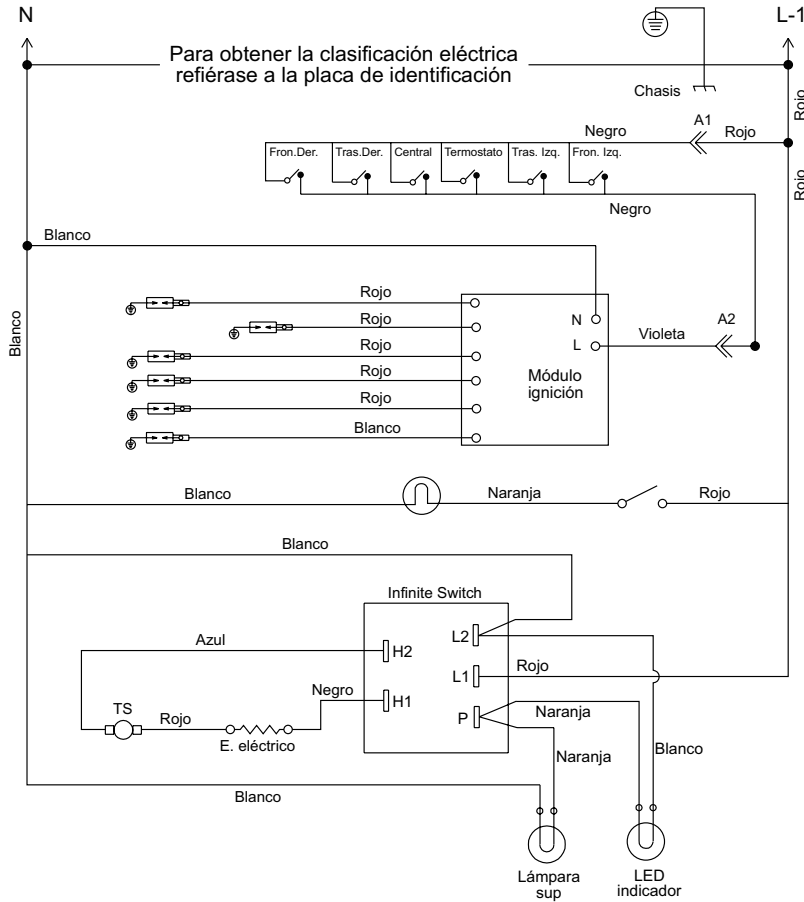 N
L-1
Para obtener la clasificación eléctrica
refiérase a la placa de identificación
Chasis
Rojo
A1
Negro
Rojo
Fron.Der.
Tras.Der.
Central
Termostato
Tras. Izq.
Fron. Izq.
Rojo
Negro
Blanco
Rojo
Rojo
N
Violeta
A2
Blanco
Rojo
L
Rojo
Módulo
ignición
Rojo
Blanco
Blanco
Naranja
Rojo
Blanco
Infinite Switch
Azul
L2
H2
L1
Rojo
Negro
TS
Rojo
H1
P
Naranja
E. eléctrico
Naranja
Blanco
Blanco
Lámpara
sup
LED
indicador